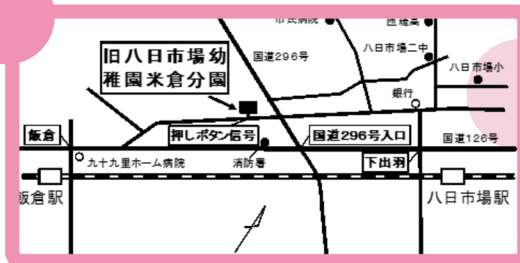 市民病院
匝瑳高
国道296号
八日市場二中
八日市場小
旧八日市場幼
稚園米倉分園
銀行
飯倉
押しボタン信号
国道296号入口
国道126号
九十九里ホーム病院
消防署
下出羽
飯倉駅
八日市場駅